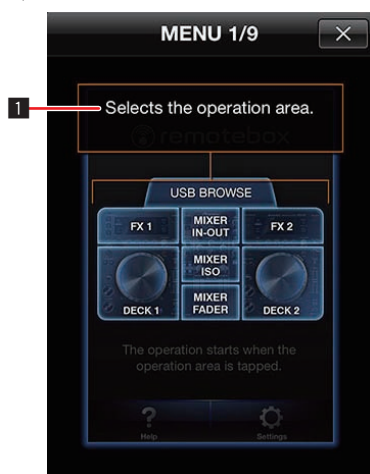 MENU 1/9
1
Selects the operation area.
remotebox
USB BROWSE
FX 1
MIXER
IN-OUT
FX 2
MIXER
ISO
DECK 1
MIXER
FADER
DECK 2
The operation starts when the
operation area is tapped.
?
Help
Settings